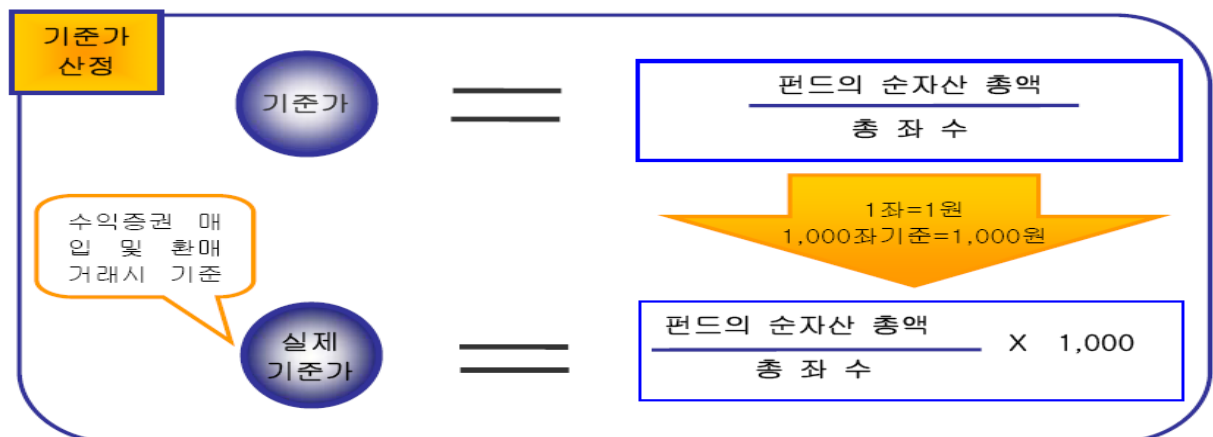 기준가
산정
기준가
펀드의 순자산 총액
총 좌 수
1좌=1원
1,000좌기준=1,000원
수익증권 매
입 및 환매
거래시 기준
실제
기준가
펀드의 순자산 총액
총 좌 수
X 1,000